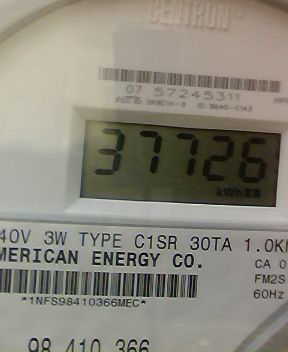 CENTRON®
07 57245311
37726
kWh
40V 3W TYPE C1SR 30TA 1.0K
MERICAN ENERGY CO.
CA 0
FM2S
*1NFS98410366MEC*
60Hz
98 410 366